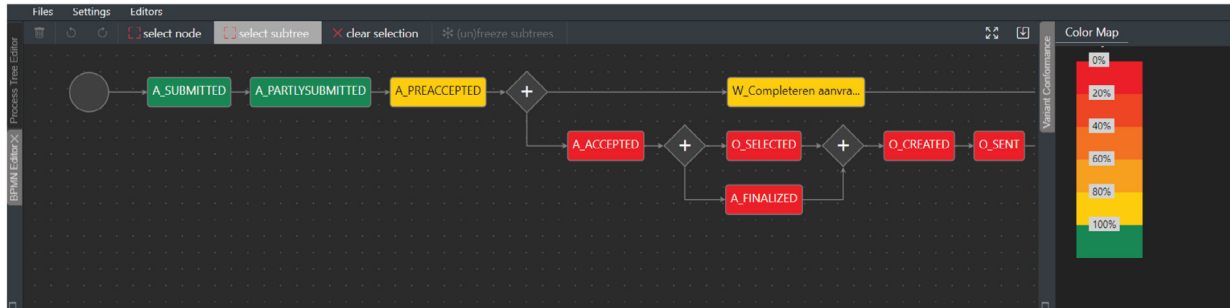 Files Settings Editors
select node select subtree clear selection (un)freeze subtrees
Process Tree Editor
BPMN Editor
A_SUBMITTED A_PARTLYSUBMITTED A_PREACCEPTED + W_Completeren aanvra...
A_ACCEPTED + O_SELECTED + O_CREATED O_SENT
A_FINALIZED
Variant Conformance
Color Map
0%
20%
40%
60%
80%
100%